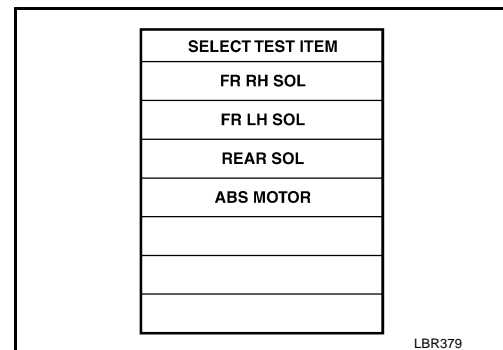 SELECT TEST ITEM
FR RH SOL
FR LH SOL
REAR SOL
ABS MOTOR
LBR379